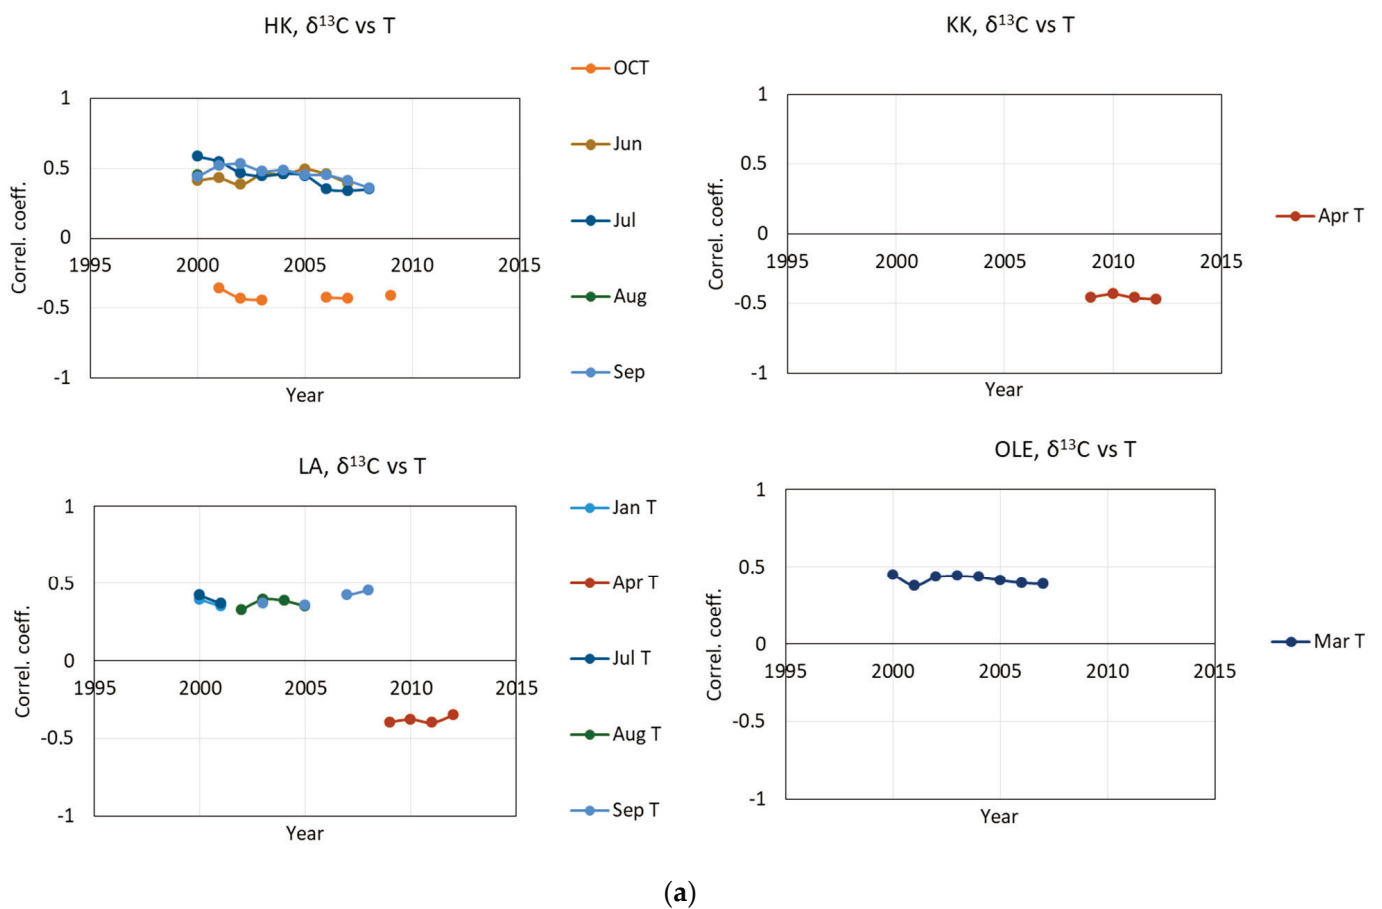 HK, δ¹³C vs T
Correl. coeff.
1
0.5
0
-0.5
-1
1995 2000 2005 2010 2015
Year
OCT
Jun
Jul
Aug
Sep
KK, δ¹³C vs T
Correl. coeff.
1
0.5
0
-0.5
-1
1995 2000 2005 2010 2015
Year
Apr T
LA, δ¹³C vs T
Correl. coeff.
1
0.5
0
-0.5
-1
1995 2000 2005 2010 2015
Year
Jan T
Apr T
Jul T
Aug T
Sep T
OLE, δ¹³C vs T
Correl. coeff.
1
0.5
0
-0.5
-1
1995 2000 2005 2010 2015
Year
Mar T
(a)